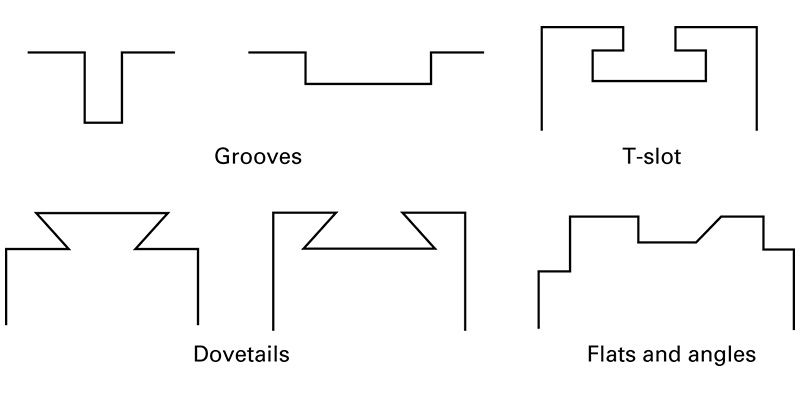 Grooves
T-slot
Dovetails
Flats and angles